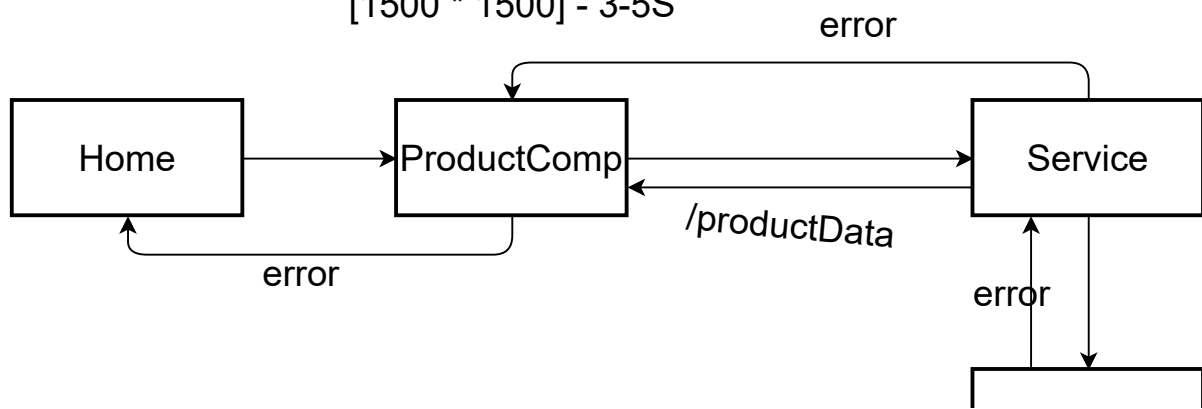 [1500 * 1500] - 3-5S
error
Home
ProductComp
Service
/productData
error
error